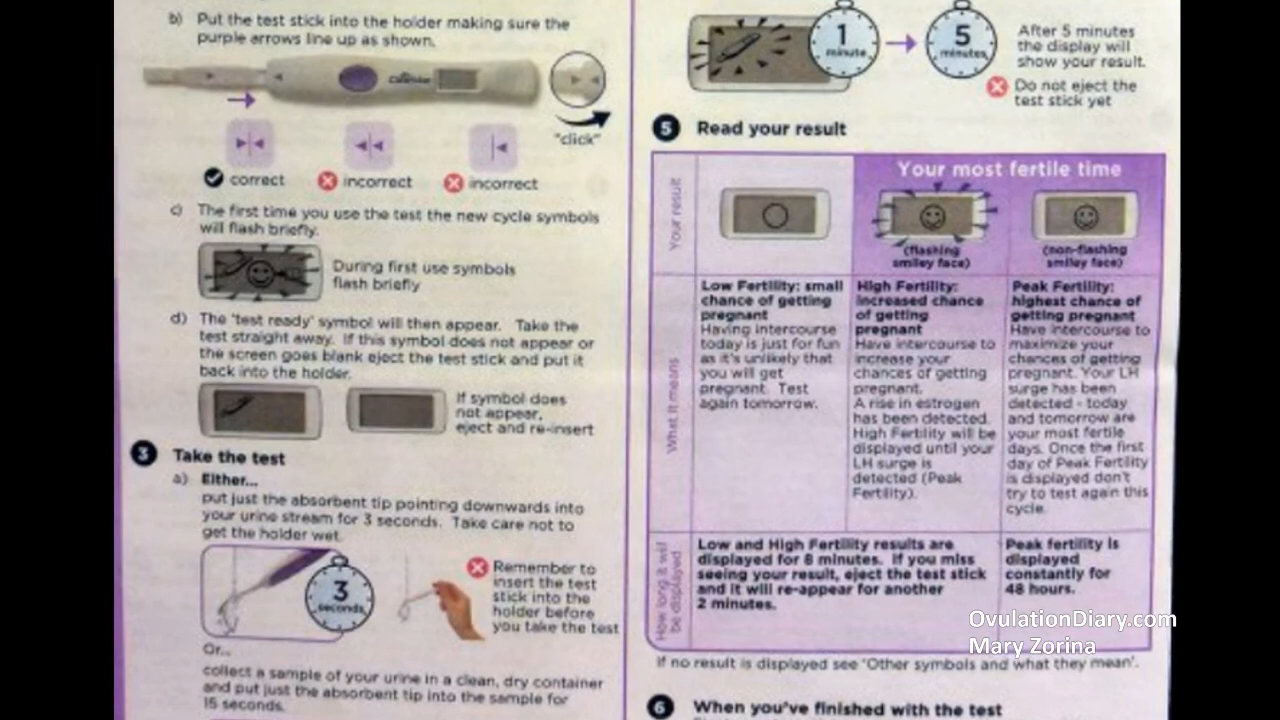 b) Put the test stick into the holder making sure the
purple arrows line up as shown.
"click"
correct
incorrect
incorrect
c) The first time you use the test the new cycle symbols
will flash briefly.
During first use symbols
flash briefly
d) The 'test ready' symbol will then appear. Take the
test straight away. If this symbol does not appear or
the screen goes blank eject the test stick and put it
back into the holder.
If symbol does
not appear,
eject and re-insert
3 Take the test
a) Either...
put just the absorbent tip pointing downwards into
your urine stream for 3 seconds. Take care not to
get the holder wet.
3
seconds
Remember to
insert the test
stick into the
holder before
you take the test
Or...
collect a sample of your urine in a clean, dry container
and put just the absorbent tip into the sample for
15 seconds.
1
minute
5
minutes
After 5 minutes
the display will
show your result.
Do not eject the
test stick yet
5 Read your result
Your most fertile time
Your result
(flashing
smiley face)
(non-flashing
smiley face)
What it means
Low Fertility: small
chance of getting
pregnant
Having intercourse
today is just for fun
as it's unlikely that
you will get
pregnant. Test
again tomorrow.
High Fertility:
increased chance
of getting
pregnant
Have intercourse to
increase your
chances of getting
pregnant.
A rise in estrogen
has been detected.
High Fertility will be
displayed until your
LH surge is
detected (Peak
Fertility).
Peak Fertility:
highest chance of
getting pregnant
Have intercourse to
maximize your
chances of getting
pregnant. Your LH
surge has been
detected - today
and tomorrow are
your most fertile
days. Once the first
day of Peak Fertility
is displayed don't
try to test again this
cycle.
How long it will
be displayed
Low and High Fertility results are
displayed for 8 minutes. If you miss
seeing your result, eject the test stick
and it will re-appear for another
2 minutes.
Peak fertility is
displayed
constantly for
48 hours.
OvulationDiary.com
Mary Zorina
If no result is displayed see 'Other symbols and what they mean'.
6 When you've finished with the test